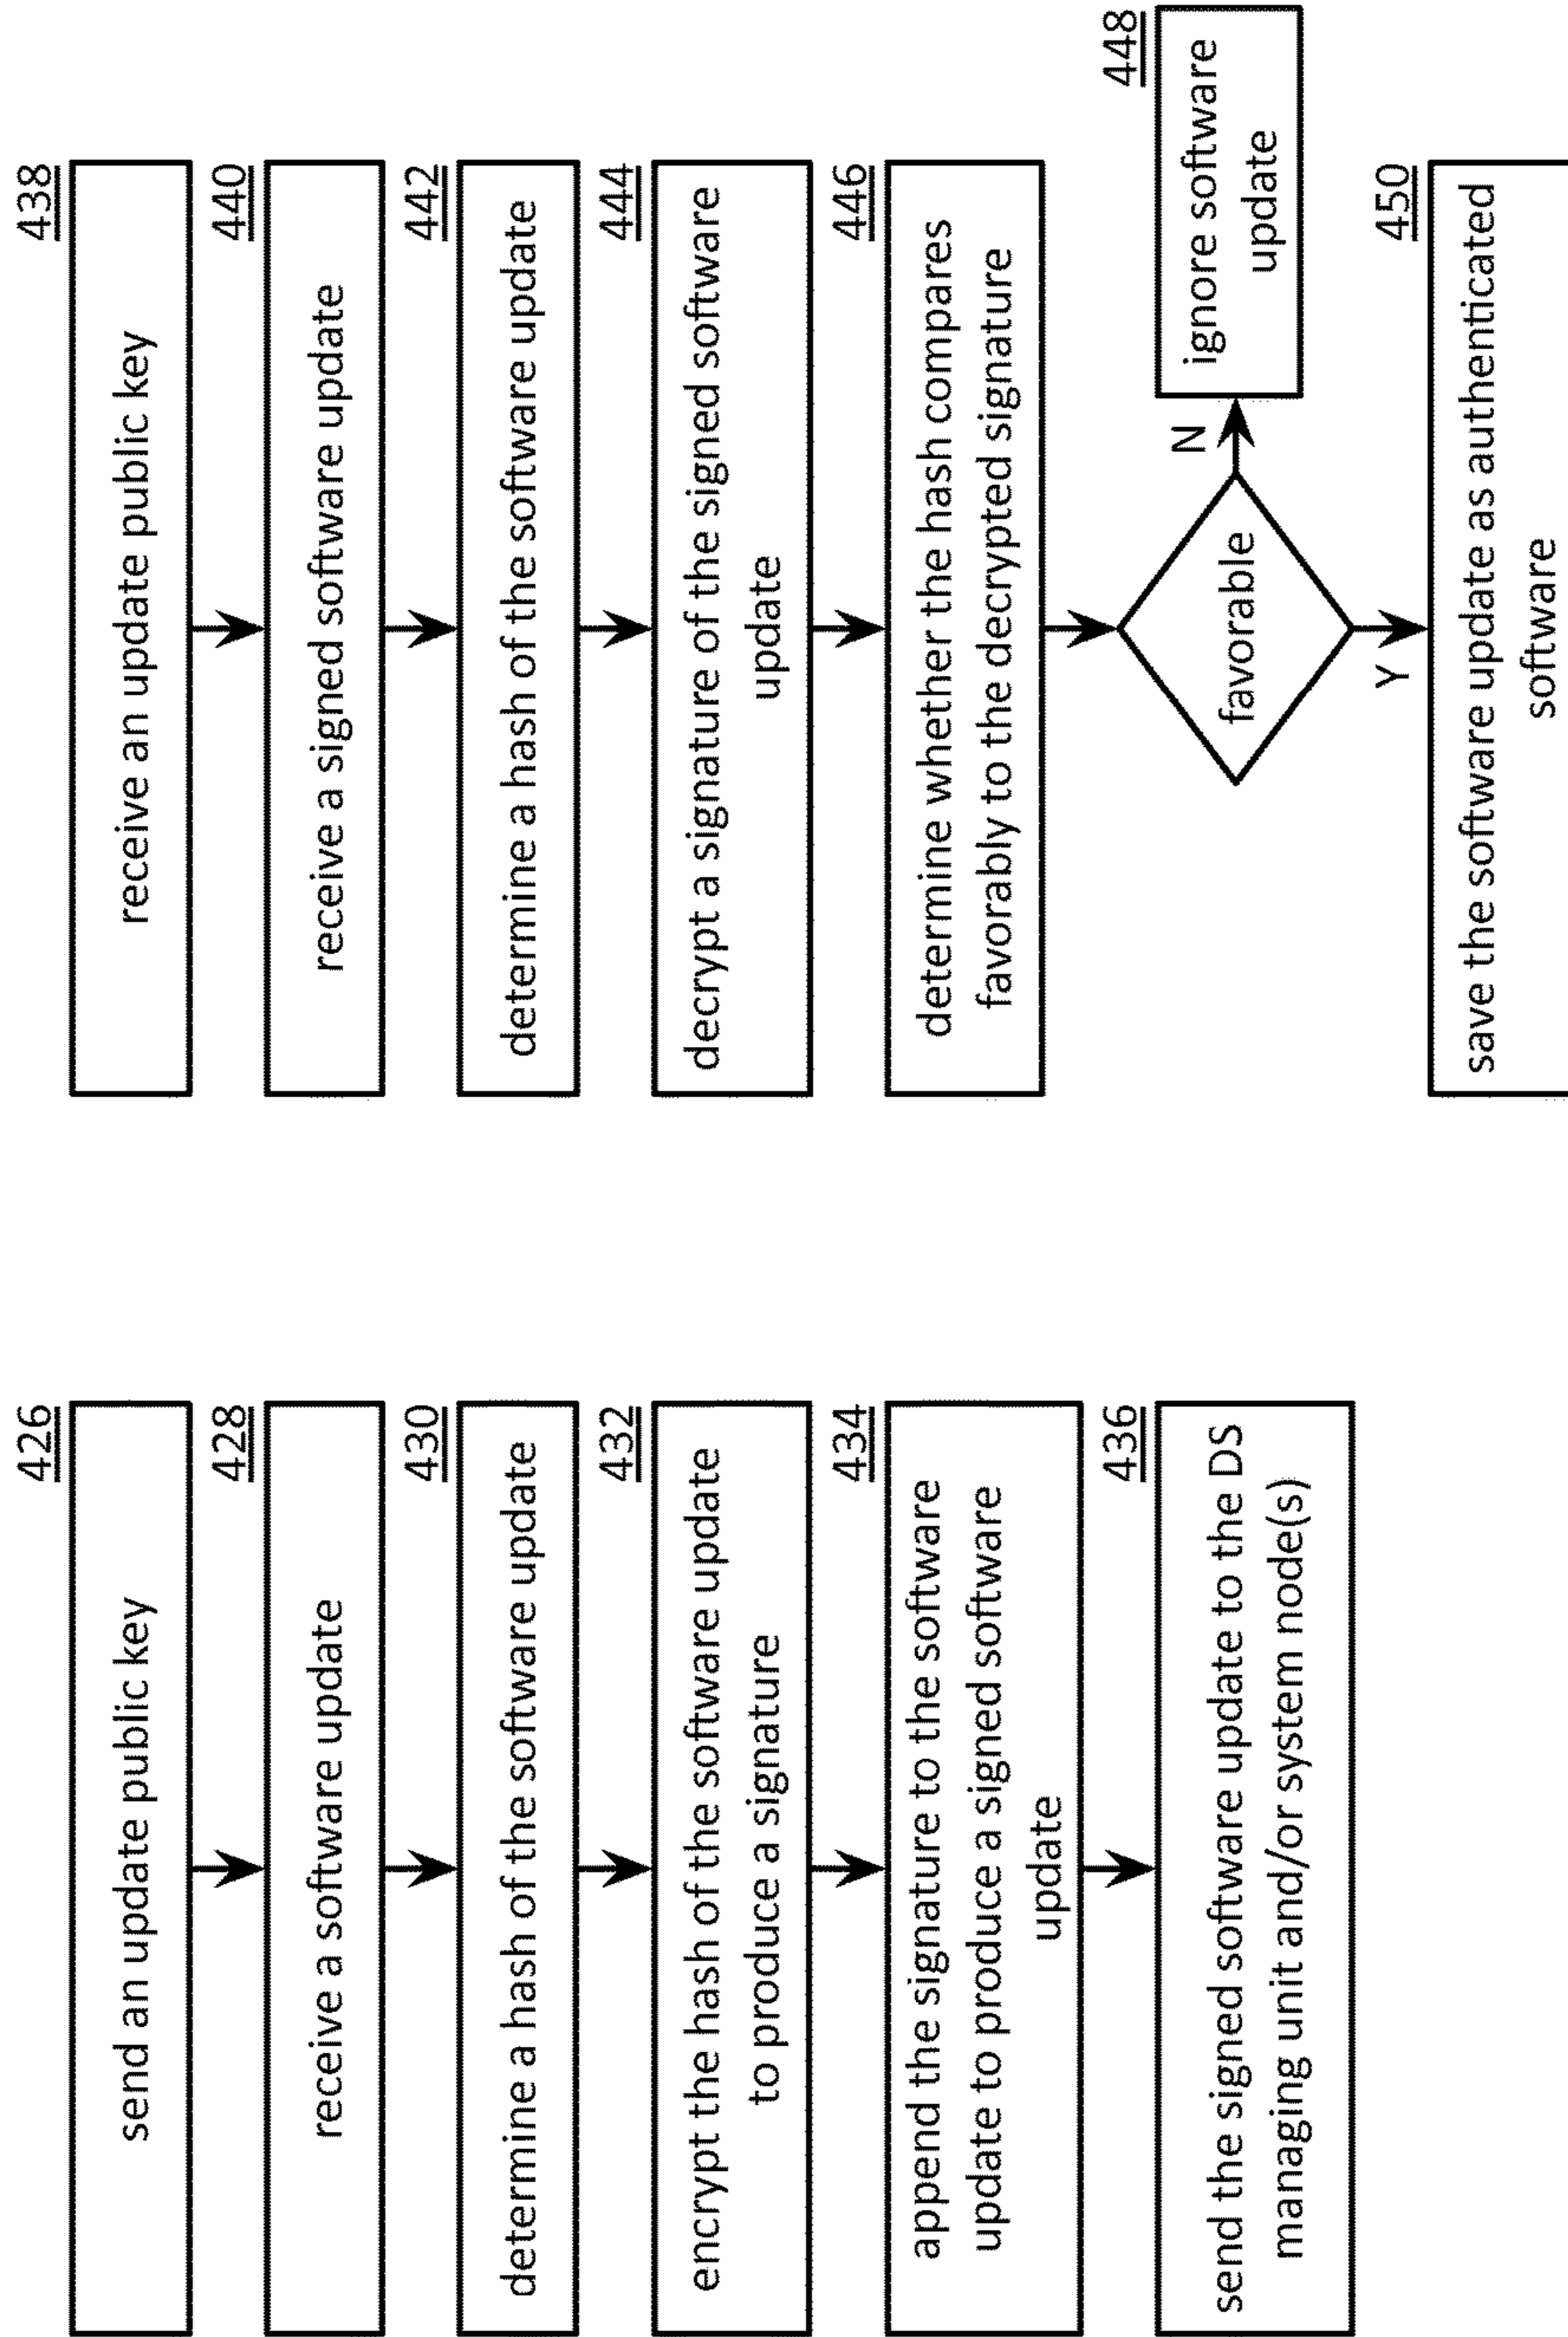 426
send an update public key
428
receive a software update
430
determine a hash of the software update
432
encrypt the hash of the software update
to produce a signature
434
append the signature to the software
update to produce a signed software
update
436
send the signed software update to the DS
managing unit and/or system node(s)
438
receive an update public key
440
receive a signed software update
442
determine a hash of the software update
444
decrypt a signature of the signed software
update
446
determine whether the hash compares
favorably to the decrypted signature
favorable
N
448
ignore software
update
Y
450
save the software update as authenticated
software